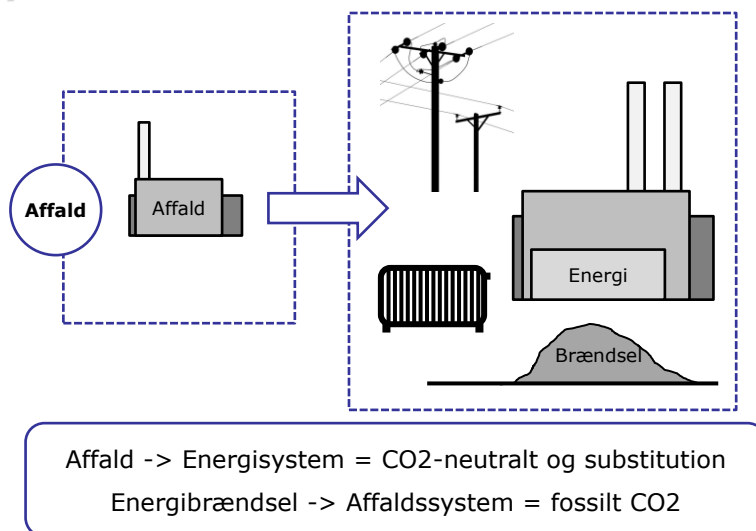 Affald
Affald
Energi
Brændsel
Affald -> Energisystem = CO2-neutralt og substitution
Energibrændsel -> Affaldssystem = fossilt CO2